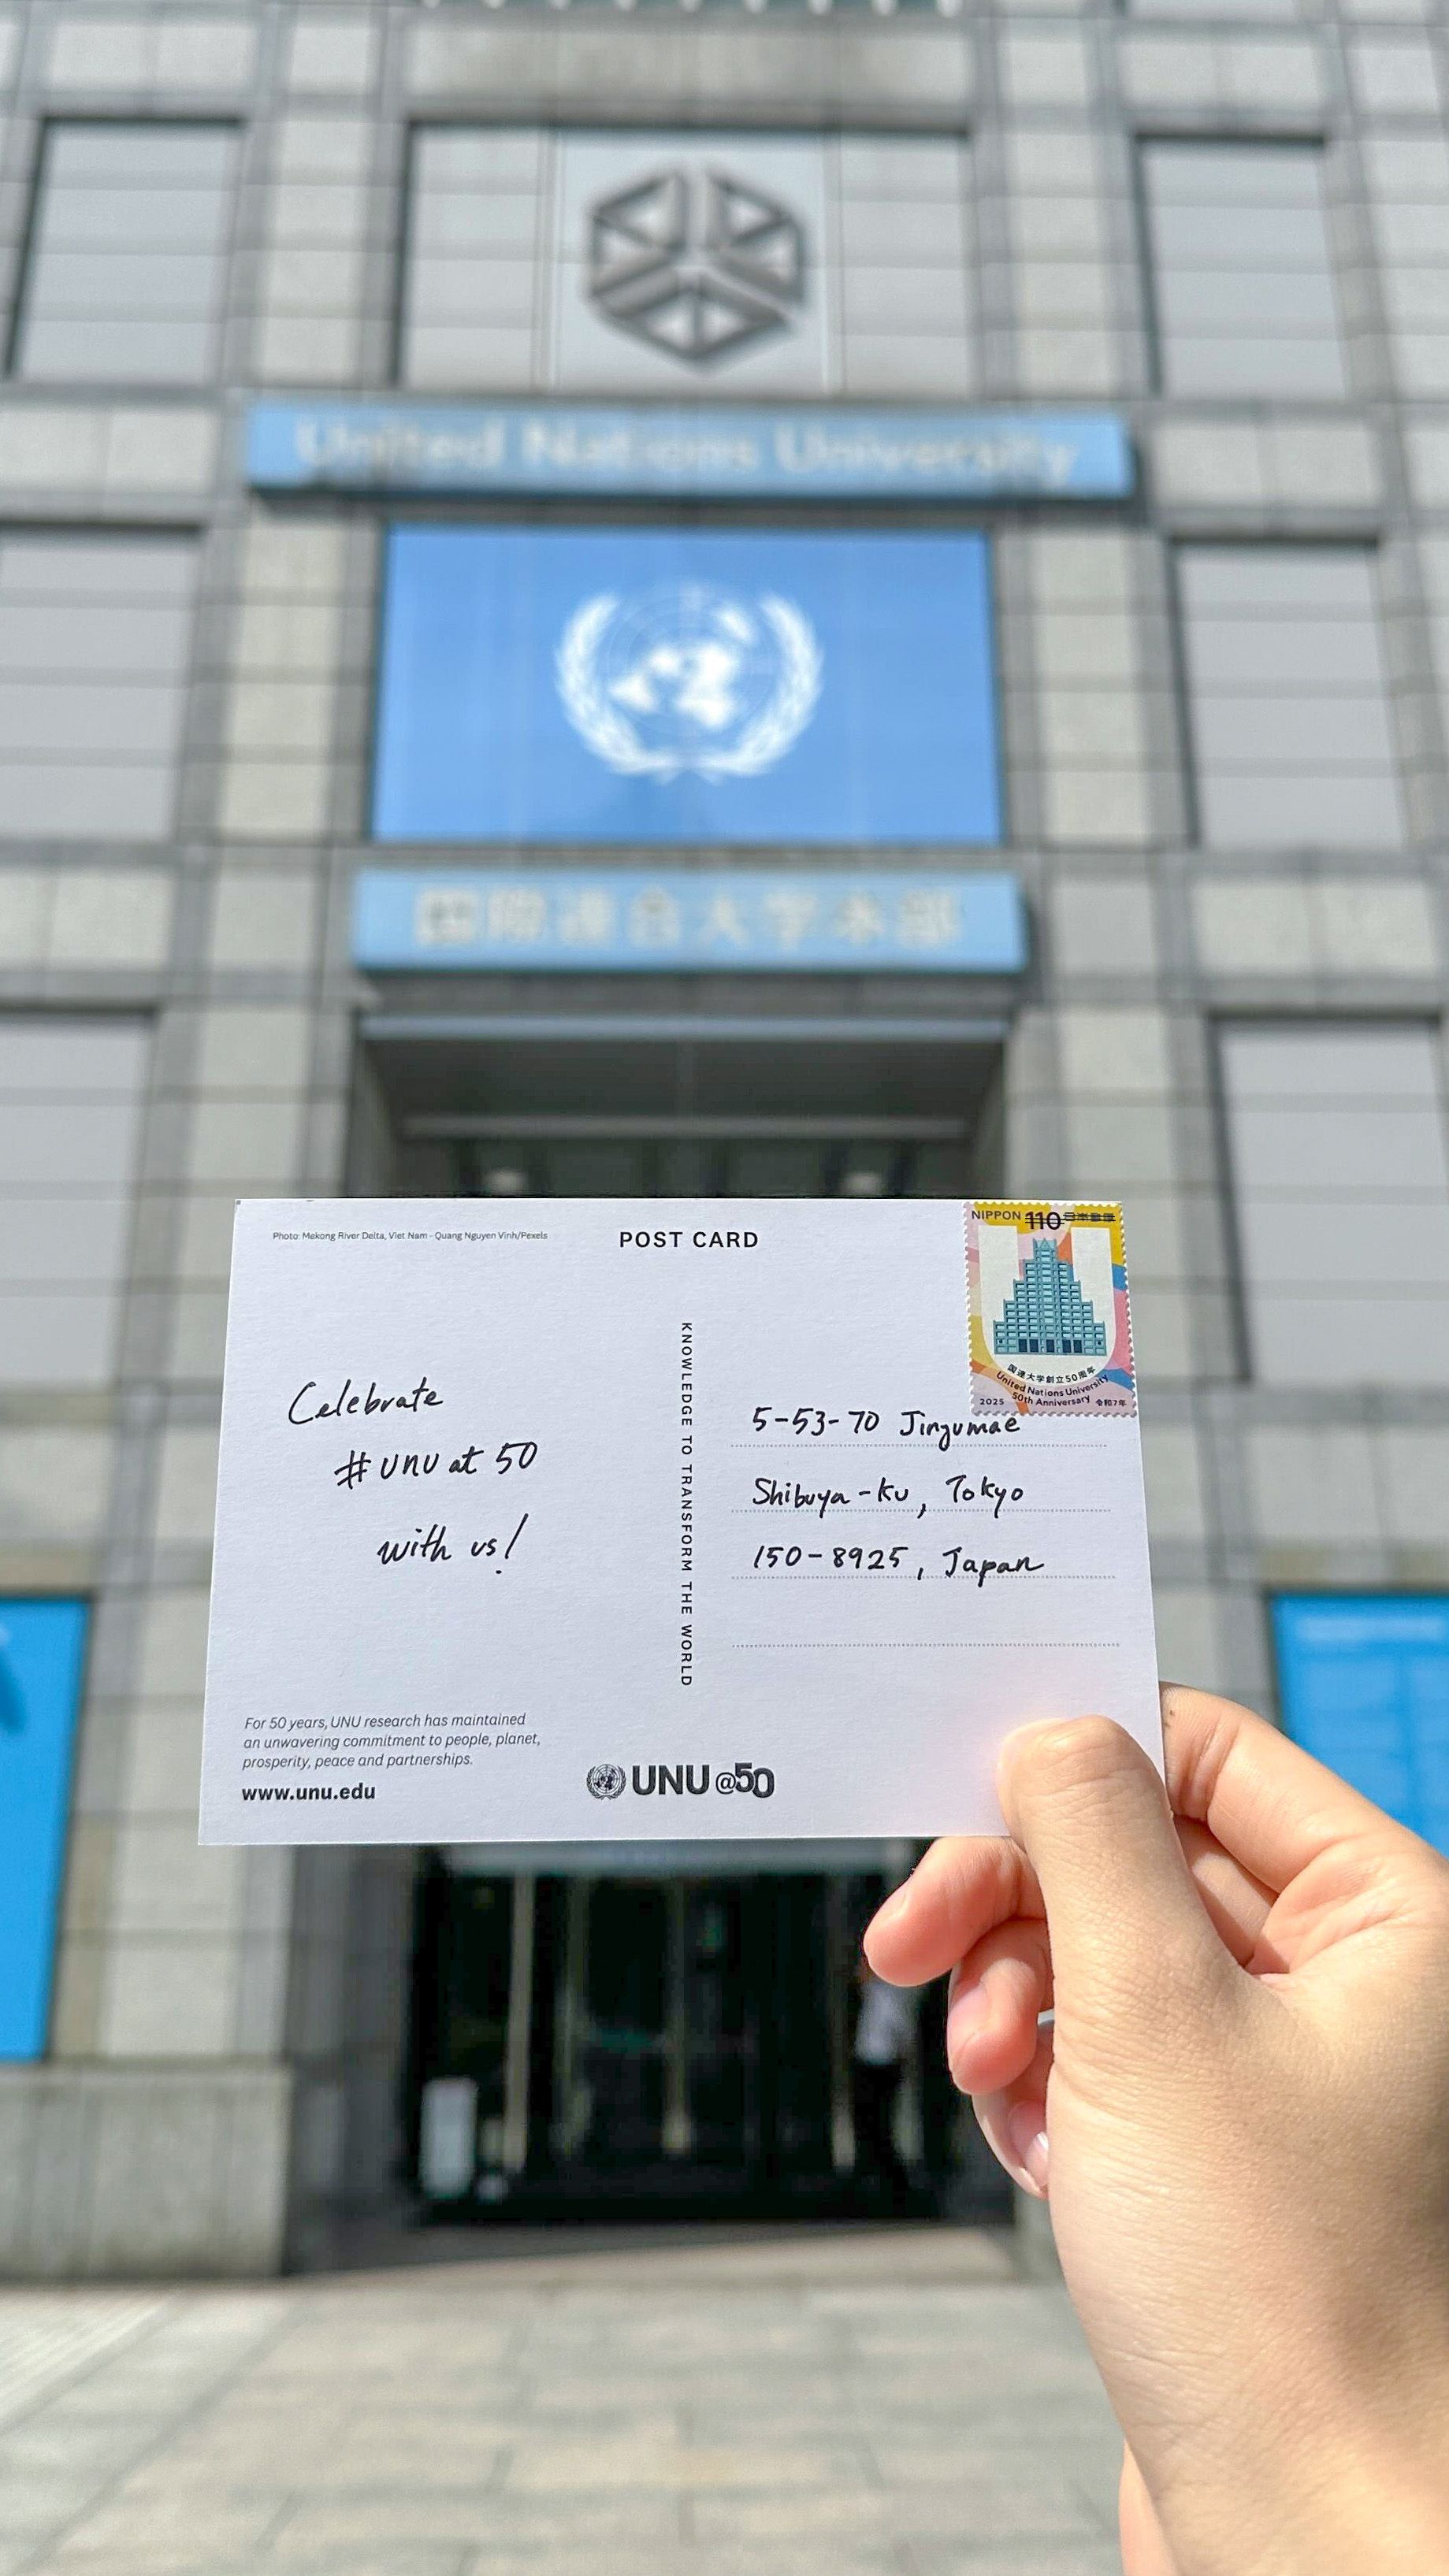 United Nations University
国際連合大学本部
Photo: Mekong River Delta, Viet Nam - Quang Nguyen Vinh/Pexels
POST CARD
NIPPON 110 日本郵便
国連大学創立50周年
United Nations University
50th Anniversary
2025
令和7年
Celebrate
#UNU at 50
with us!
KNOWLEDGE TO TRANSFORM THE WORLD
5-53-70 Jingumae
Shibuya-ku, Tokyo
150-8925, Japan
For 50 years, UNU research has maintained
an unwavering commitment to people, planet,
prosperity, peace and partnerships.
www.unu.edu
UNU@50